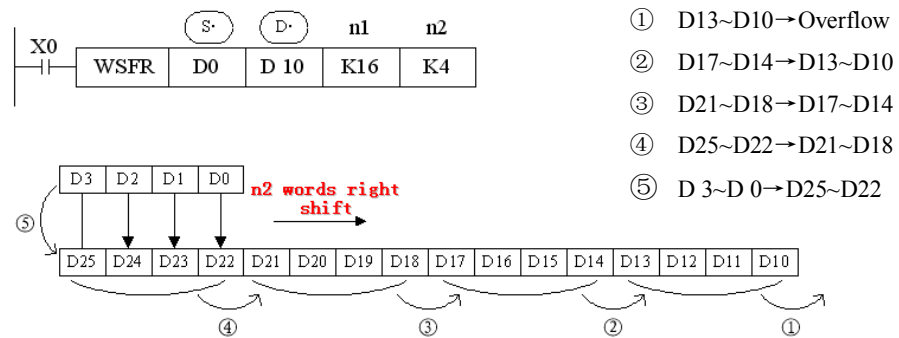 S·
D·
n1
n2
X0
WSFR
D0
D 10
K16
K4
① D13~D10→Overflow
② D17~D14→D13~D10
③ D21~D18→D17~D14
④ D25~D22→D21~D18
⑤ D 3~D 0→D25~D22
D3 D2 D1 D0
n2 words right
shift
⑤
D25 D24 D23 D22 D21 D20 D19 D18 D17 D16 D15 D14 D13 D12 D11 D10
④ ③ ② ①